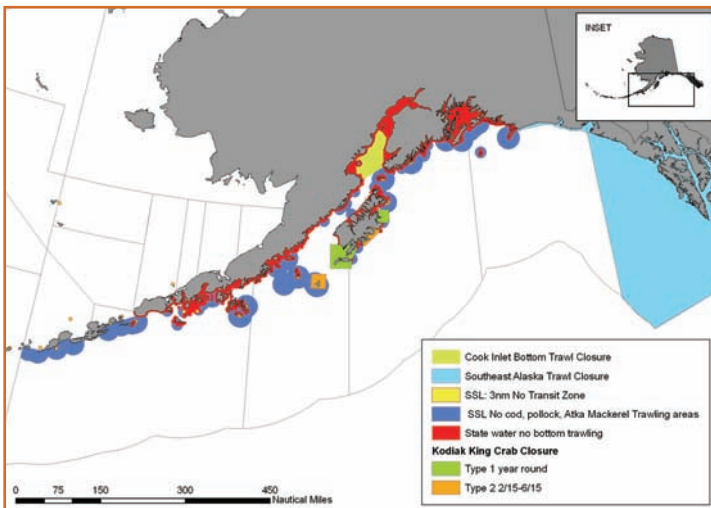 INSET
Cook Inlet Bottom Trawl Closure
Southeast Alaska Trawl Closure
SSL: 3nm No Transit Zone
SSL No cod, pollock, Atka Mackerel Trawling areas
State water no bottom trawling
Kodiak King Crab Closure
Type 1 year round
Type 2 2/15-6/15
0 75 150 300 450
Nautical Miles